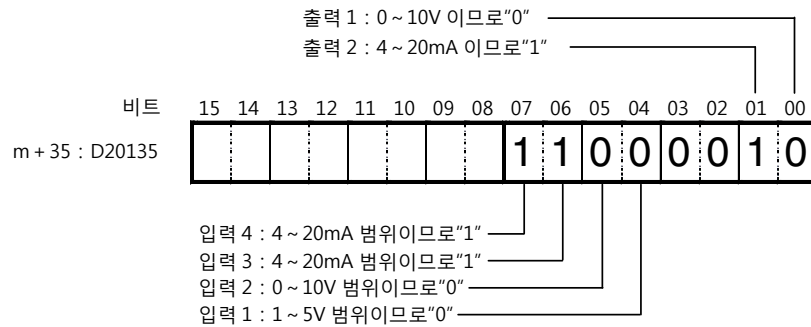 출력 1 : 0 ~ 10V 이므로"0"
출력 2 : 4 ~ 20mA 이므로"1"
비트 15 14 13 12 11 10 09 08 07 06 05 04 03 02 01 00
m + 35 : D20135 1 1 0 0 0 0 1 0
입력 4 : 4 ~ 20mA 범위이므로"1"
입력 3 : 4 ~ 20mA 범위이므로"1"
입력 2 : 0 ~ 10V 범위이므로"0"
입력 1 : 1 ~ 5V 범위이므로"0"